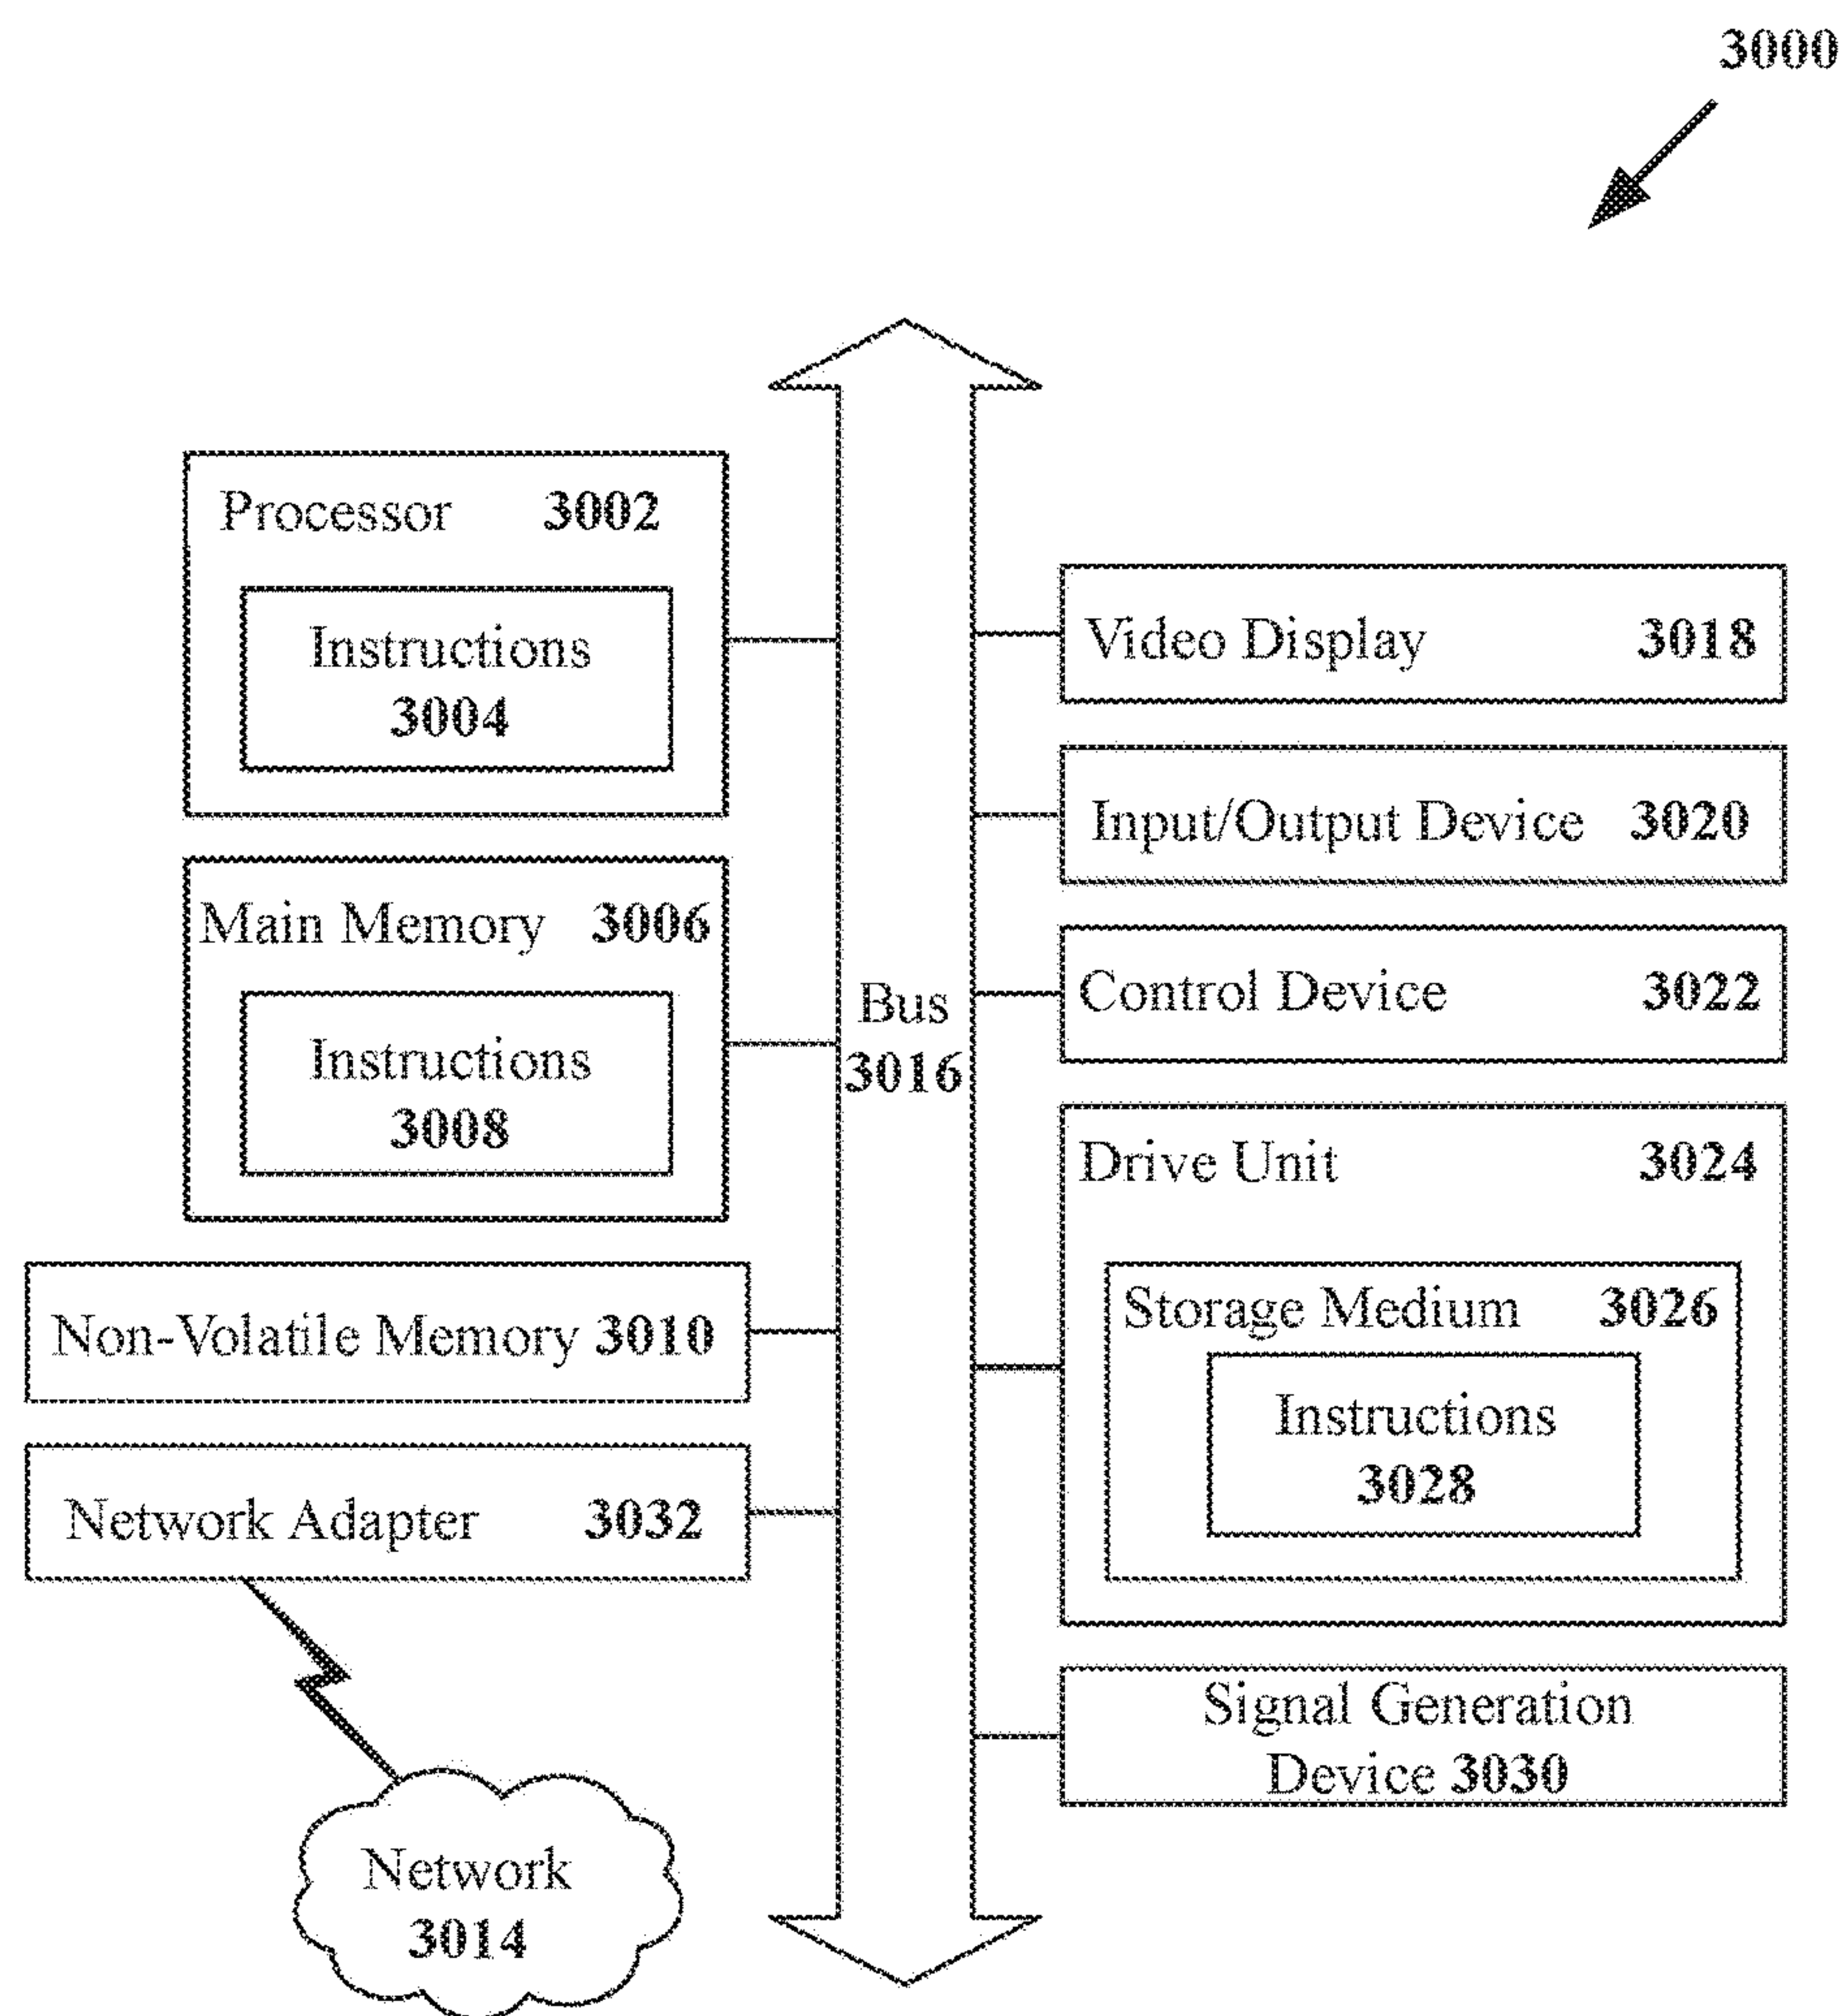 3000
Processor 3002
Instructions
3004
Main Memory 3006
Instructions
3008
Non-Volatile Memory 3010
Network Adapter 3032
Network
3014
Bus
3016
Video Display 3018
Input/Output Device 3020
Control Device 3022
Drive Unit 3024
Storage Medium 3026
Instructions
3028
Signal Generation
Device 3030